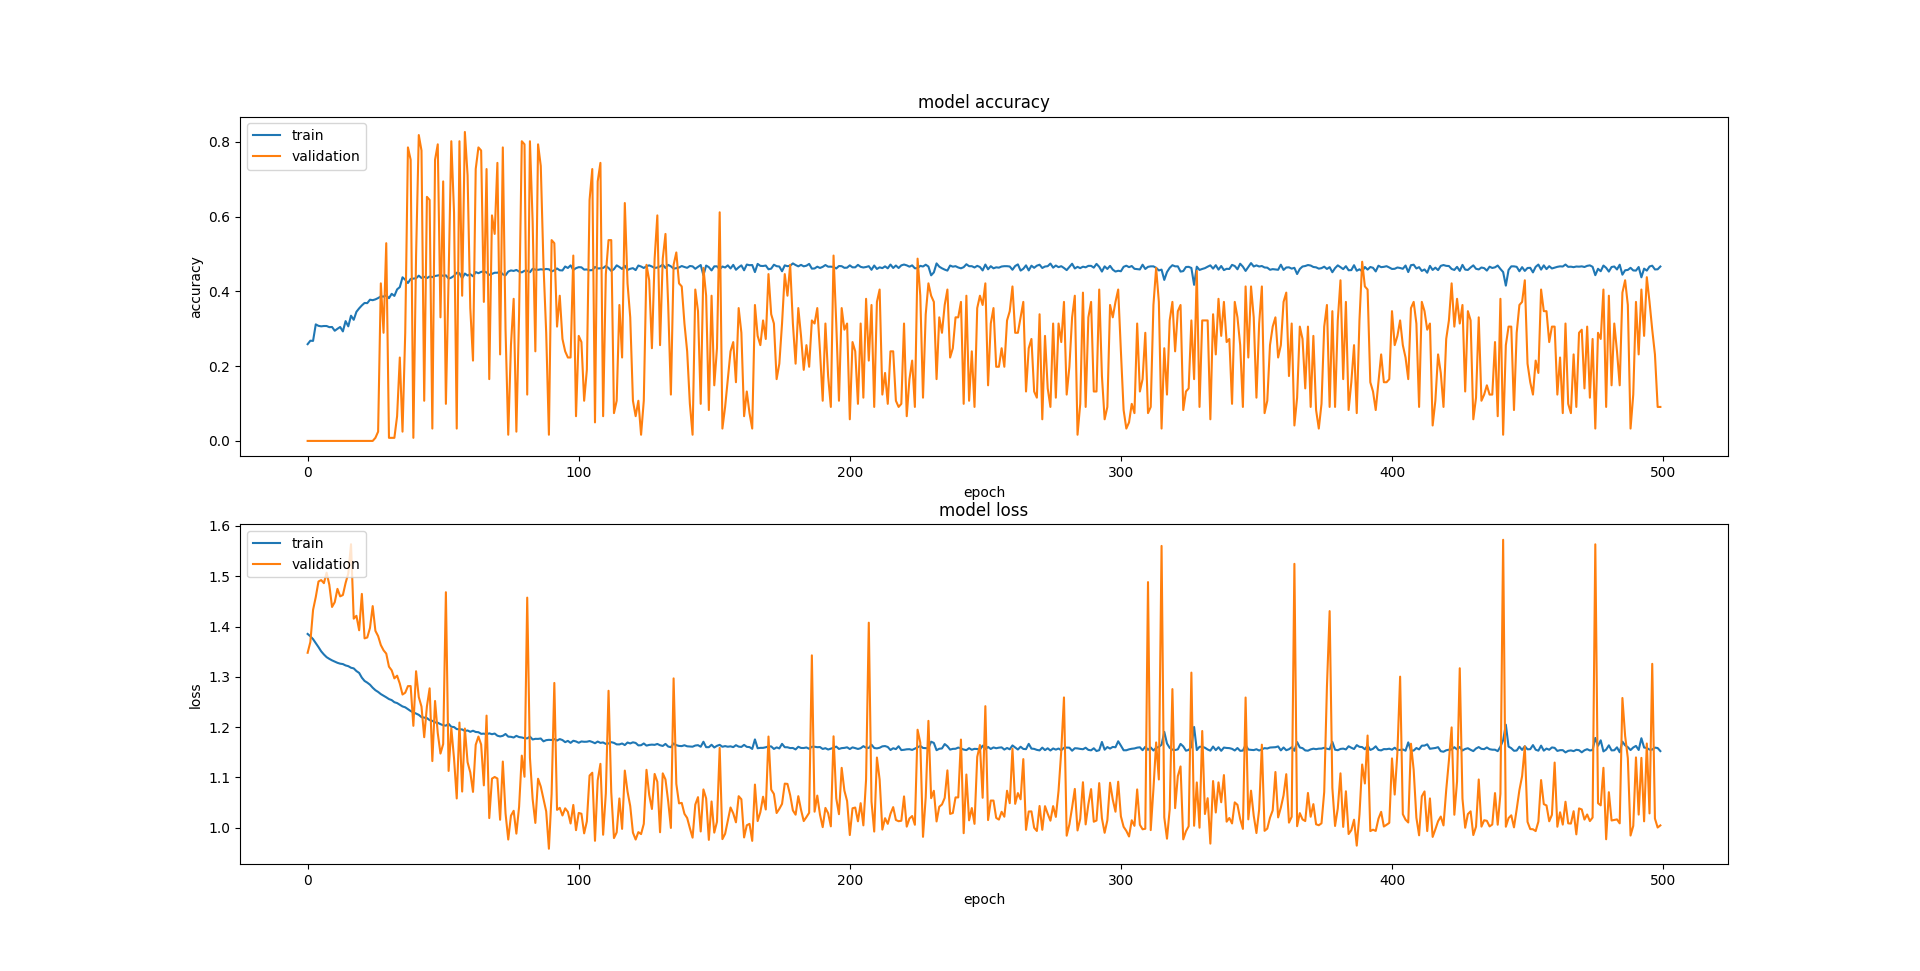 model accuracy
train
validation
0.8
0.6
0.4
0.2
0.0
accuracy
0 100 200 300 400 500
epoch
model loss
train
validation
1.6
1.5
1.4
1.3
1.2
1.1
1.0
loss
0 100 200 300 400 500
epoch